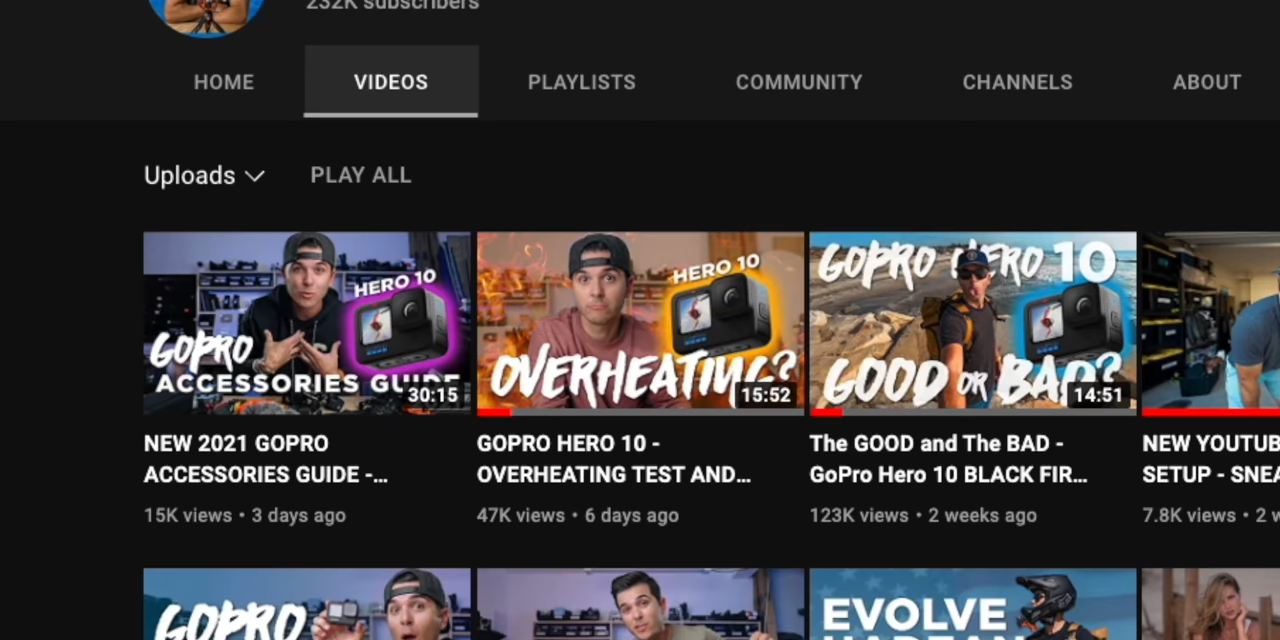 232K subscribers
HOME VIDEOS PLAYLISTS COMMUNITY CHANNELS ABOUT
Uploads PLAY ALL
HERO 10
GOPRO
ACCESSORIES GUIDE
30:15
HERO 10
OVERHEATING?
15:52
GOPRO HERO 10
GOOD OR BAD?
14:51
NEW 2021 GOPRO
ACCESSORIES GUIDE -...
15K views • 3 days ago
GOPRO HERO 10 -
OVERHEATING TEST AND...
47K views • 6 days ago
The GOOD and The BAD -
GoPro Hero 10 BLACK FIR...
123K views • 2 weeks ago
NEW YOUTUB
SETUP - SNEA
7.8K views • 2 w
GOPRO
EVOLVE